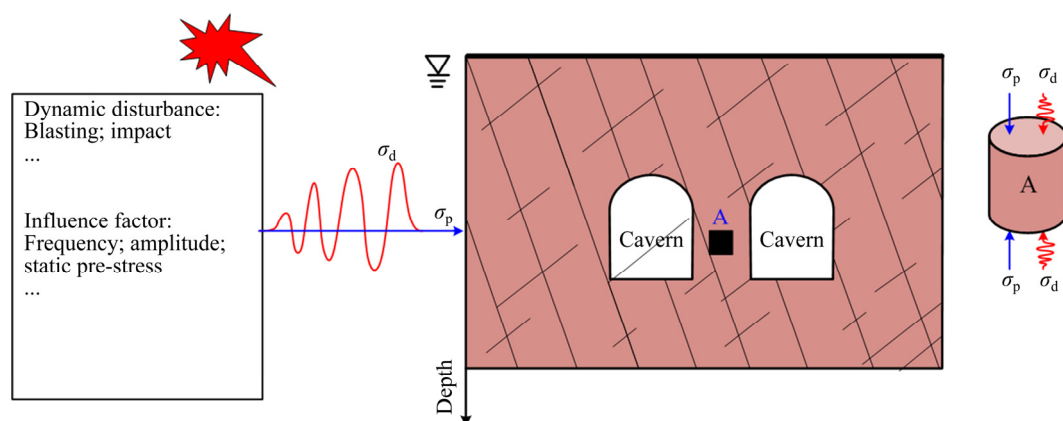 Dynamic disturbance:
Blasting; impact
...
Influence factor:
Frequency; amplitude;
static pre-stress
...
σd
σp
Depth
Cavern
A
Cavern
σp σd
A
σp σd